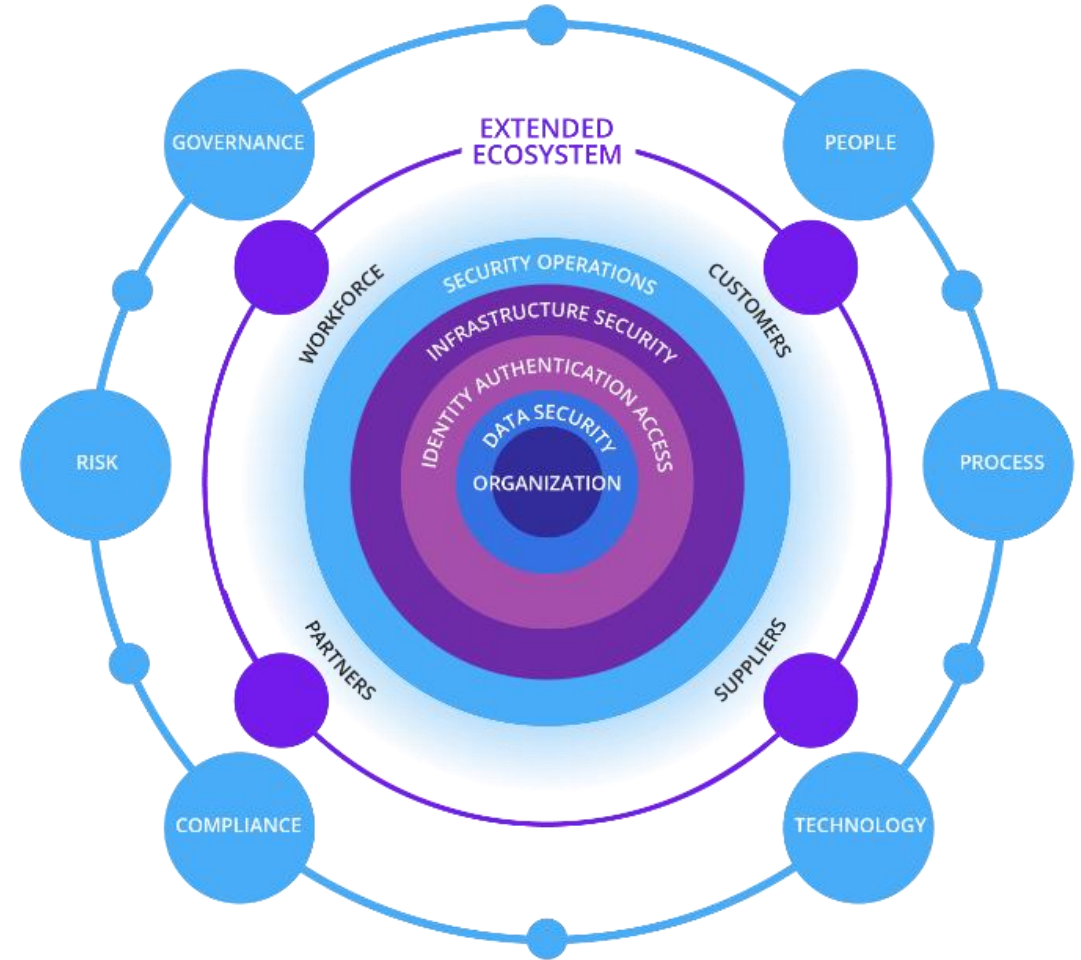 GOVERNANCE
PEOPLE
EXTENDED
ECOSYSTEM
WORKFORCE
CUSTOMERS
SECURITY OPERATIONS
INFRASTRUCTURE SECURITY
IDENTITY AUTHENTICATION ACCESS
DATA SECURITY
ORGANIZATION
RISK
PROCESS
PARTNERS
SUPPLIERS
COMPLIANCE
TECHNOLOGY